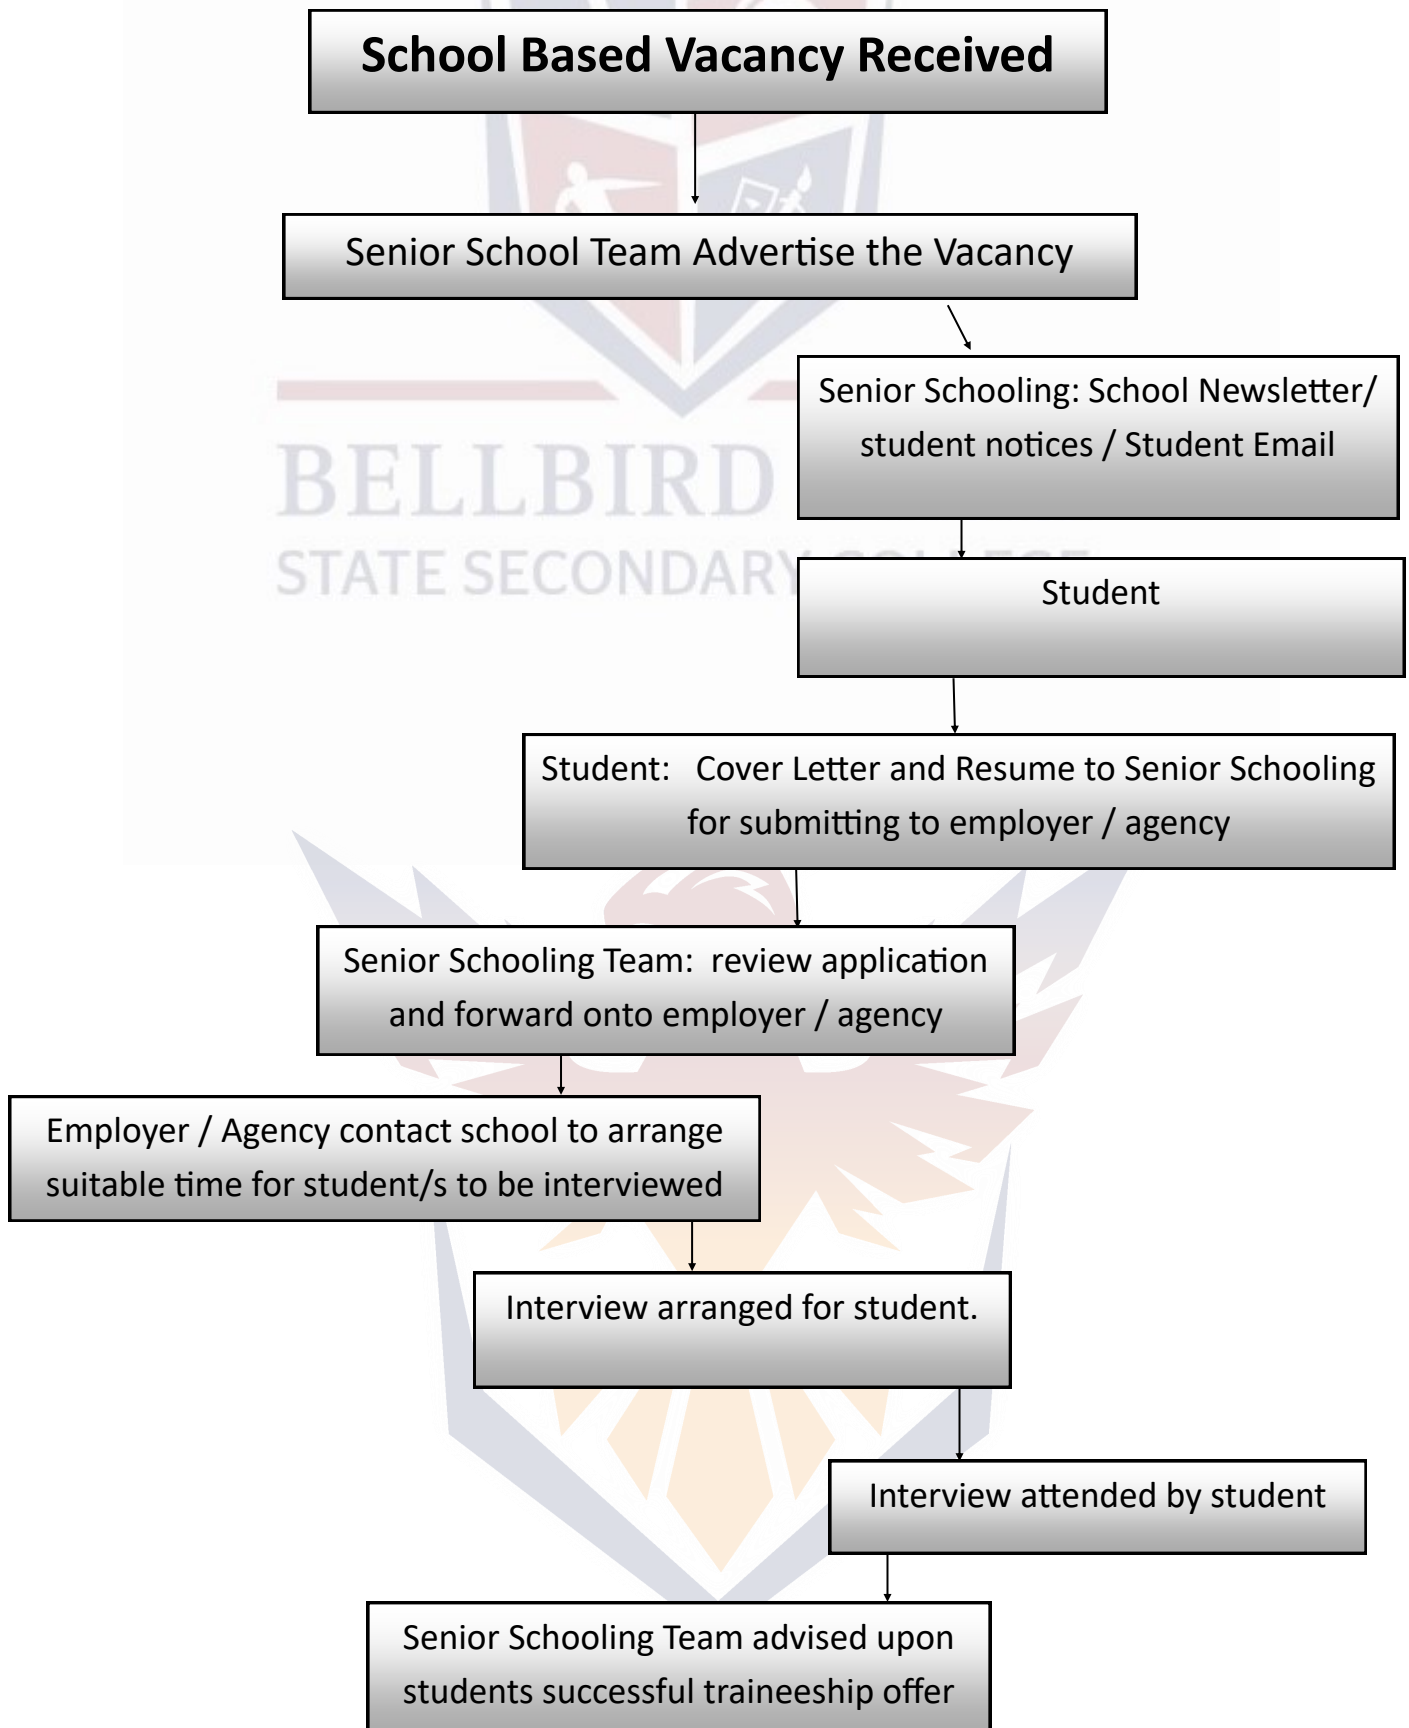 School Based Vacancy Received
Senior School Team Advertise the Vacancy
Senior Schooling: School Newsletter/
student notices / Student Email
BELLBIRD
STATE SECONDARY COLLEGE
Student
Student:   Cover Letter and Resume to Senior Schooling
for submitting to employer / agency
Senior Schooling Team:  review application
and forward onto employer / agency
Employer / Agency contact school to arrange
suitable time for student/s to be interviewed
Interview arranged for student.
Interview attended by student
Senior Schooling Team advised upon
students successful traineeship offer